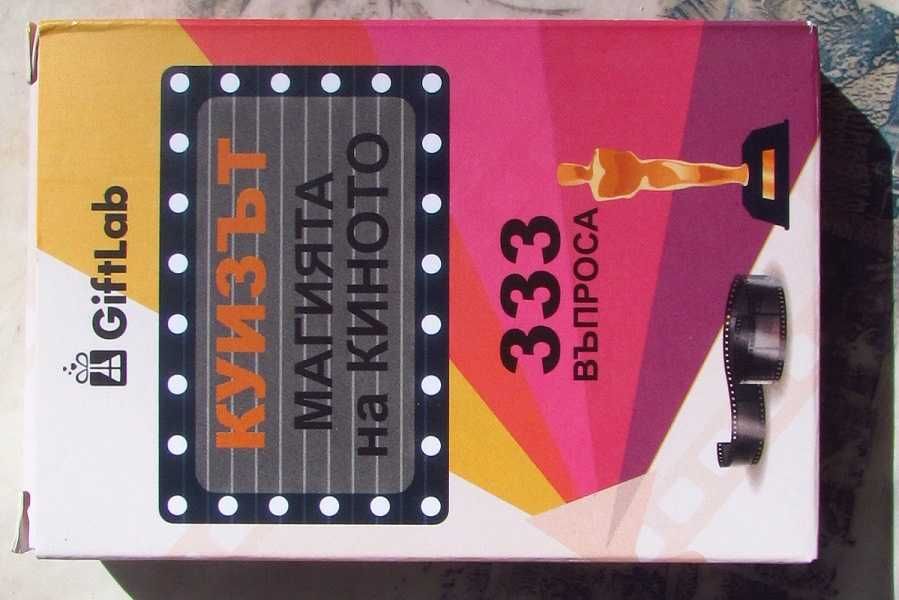 GiftLab
КУИЗЪТ
МАГИЯТА
на КИНОТО
333
ВЪПРОСА